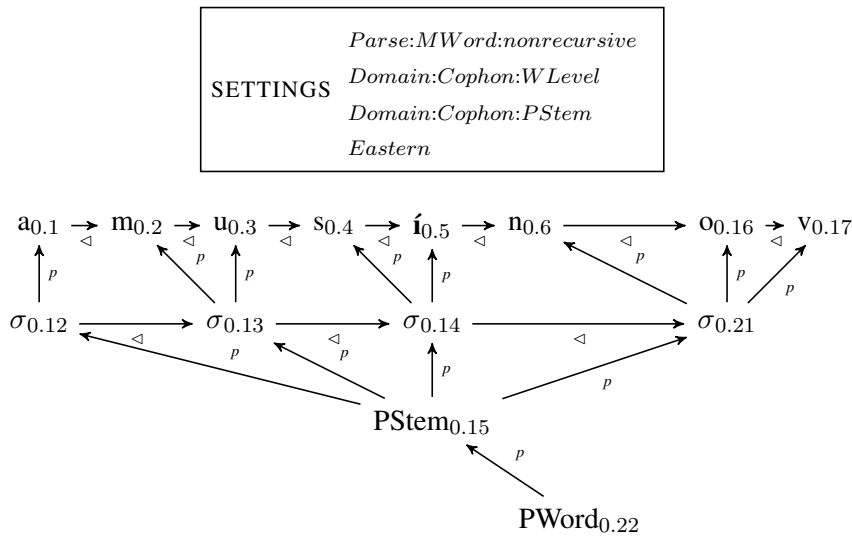 SETTINGS
Parse:MWord:nonrecursive
Domain:Cophon:WLevel
Domain:Cophon:PStem
Eastern
a0.1 ◁ m0.2 ◁ u0.3 ◁ s0.4 ◁ í0.5 ◁ n0.6 ◁ o0.16 ◁ v0.17
p p p p p p p p
σ0.12 ◁ σ0.13 ◁ σ0.14 ◁ σ0.21
p p p p
PStem0.15
p
PWord0.22